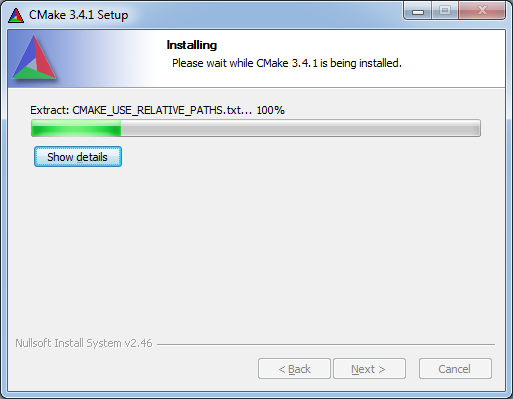 CMake 3.4.1 Setup
Installing
Please wait while CMake 3.4.1 is being installed.
Extract: CMAKE_USE_RELATIVE_PATHS.txt... 100%
Show details
Nullsoft Install System v2.46
< Back
Next >
Cancel